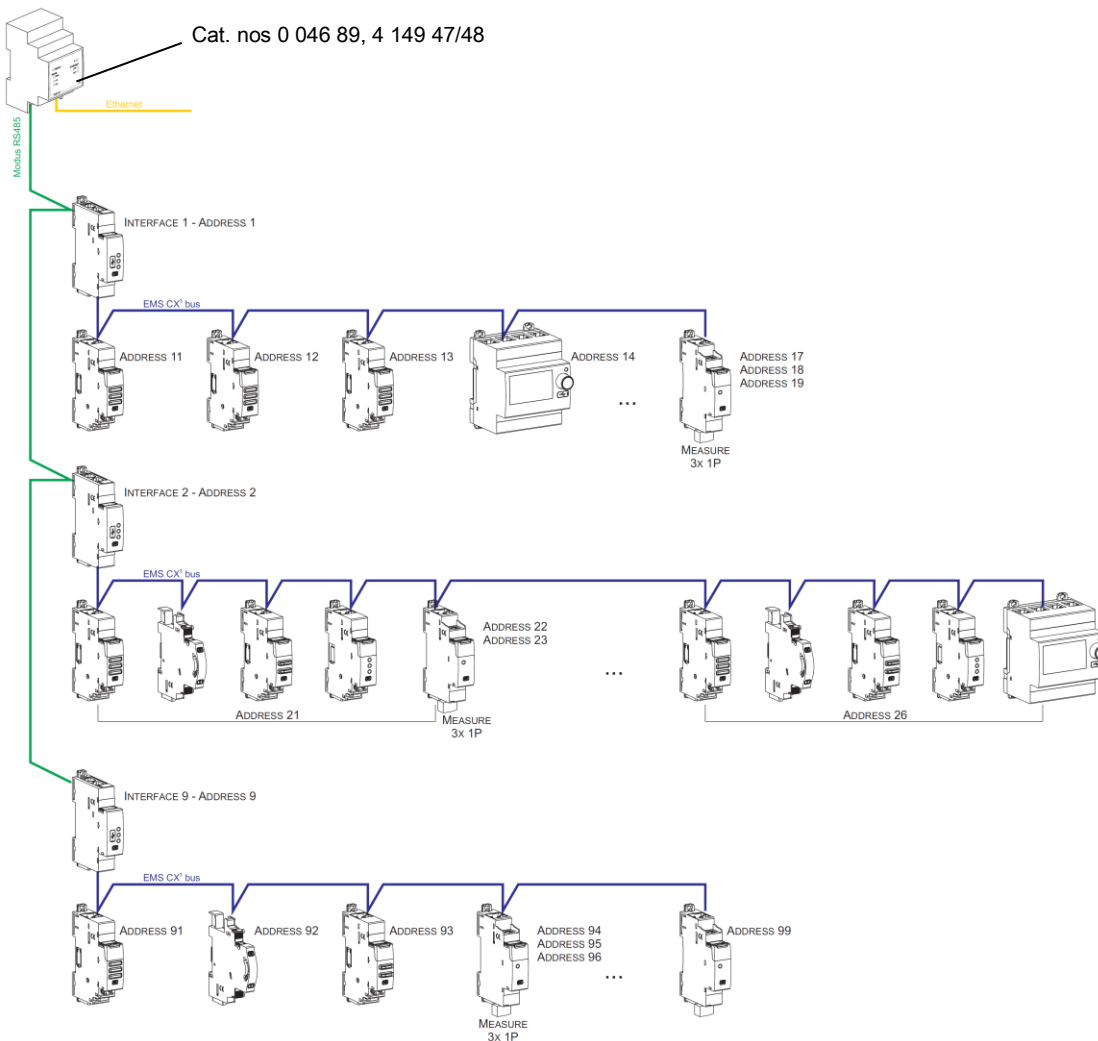 Cat. nos 0 046 89, 4 149 47/48
Ethernet
Modus RS485
INTERFACE 1 - ADDRESS 1
EMS CX³ bus
ADDRESS 11
ADDRESS 12
ADDRESS 13
ADDRESS 14
ADDRESS 17
ADDRESS 18
ADDRESS 19
...
MEASURE
3X 1P
INTERFACE 2 - ADDRESS 2
EMS CX³ bus
ADDRESS 22
ADDRESS 23
...
ADDRESS 21
MEASURE
3X 1P
ADDRESS 26
INTERFACE 9 - ADDRESS 9
EMS CX³ bus
ADDRESS 91
ADDRESS 92
ADDRESS 93
ADDRESS 94
ADDRESS 95
ADDRESS 96
ADDRESS 99
...
MEASURE
3X 1P